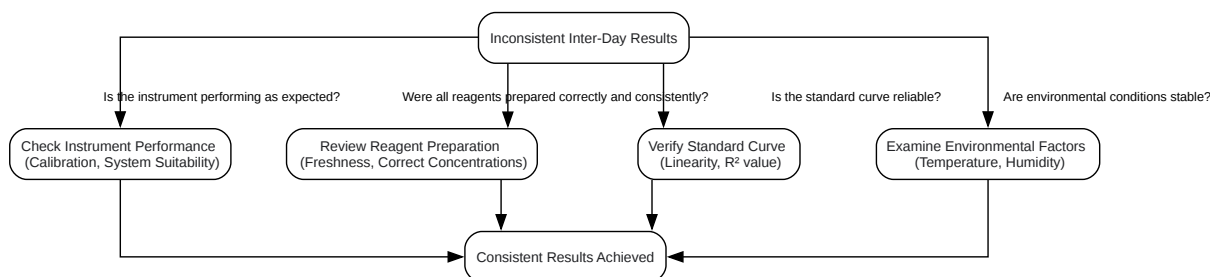 Inconsistent Inter-Day Results
Is the instrument performing as expected?
Were all reagents prepared correctly and consistently?
Is the standard curve reliable?
Are environmental conditions stable?
Check Instrument Performance
(Calibration, System Suitability)
Review Reagent Preparation
(Freshness, Correct Concentrations)
Verify Standard Curve
(Linearity, R² value)
Examine Environmental Factors
(Temperature, Humidity)
Consistent Results Achieved